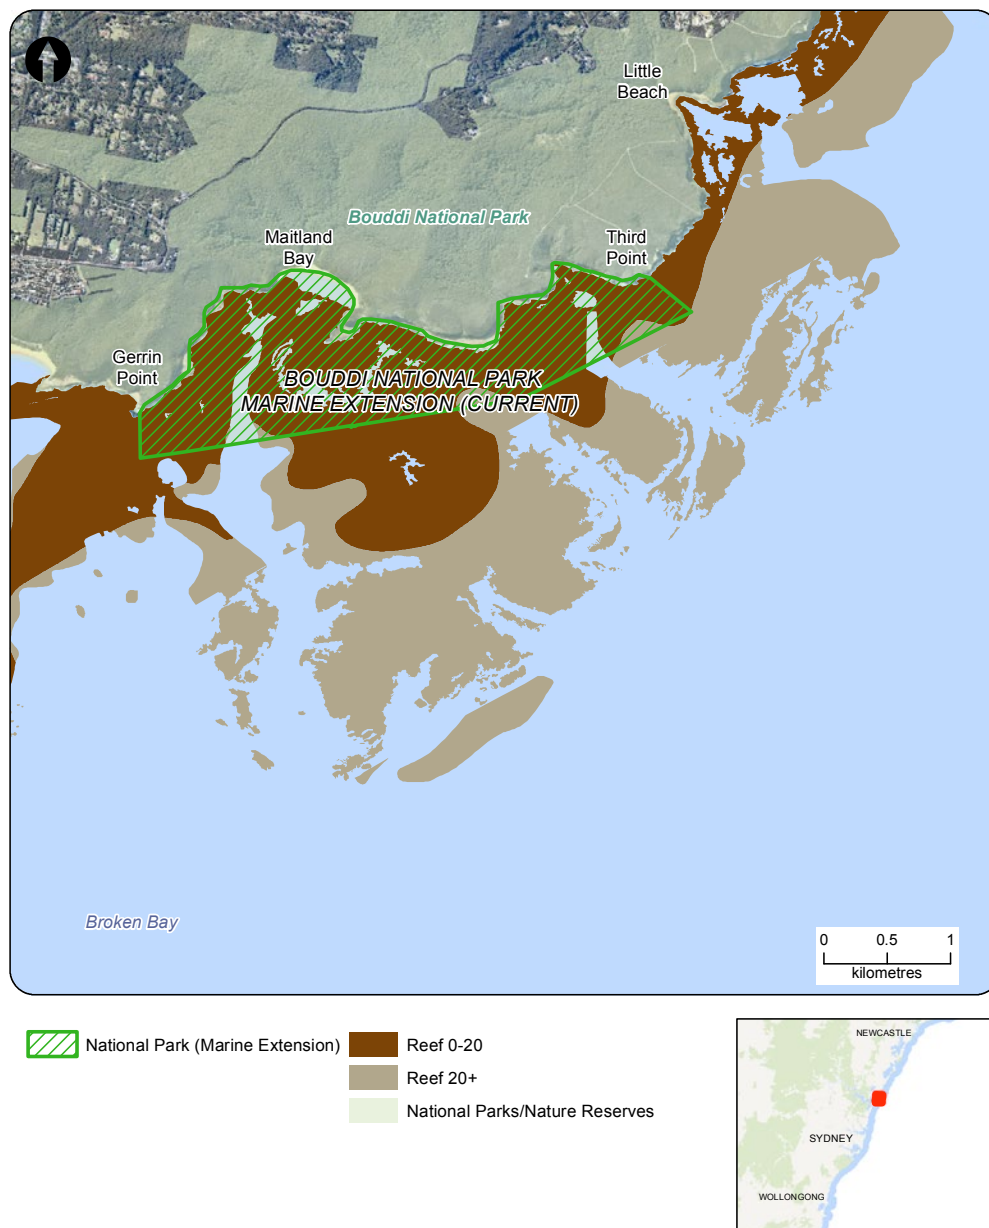 Little
Beach
Bouddi National Park
Maitland
Bay
Third
Point
Gerrin
Point
BOUDDI NATIONAL PARK
MARINE EXTENSION (CURRENT)
Broken Bay
0 0.5 1
kilometres
National Park (Marine Extension)
Reef 0-20
Reef 20+
National Parks/Nature Reserves
NEWCASTLE
SYDNEY
WOLLONGONG